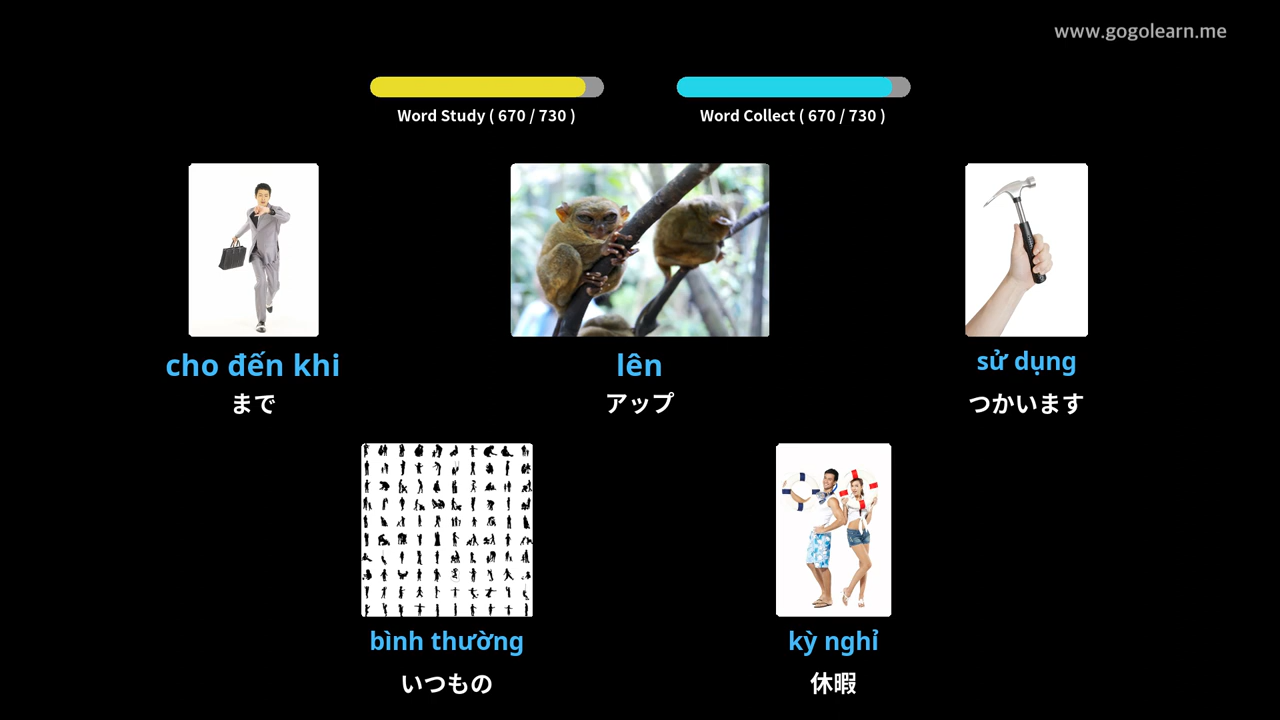 www.gogolearn.me
Word Study ( 670 / 730 )
Word Collect ( 670 / 730 )
cho đến khi
まで
lên
アップ
sử dụng
つかいます
bình thường
いつもの
kỳ nghỉ
休暇